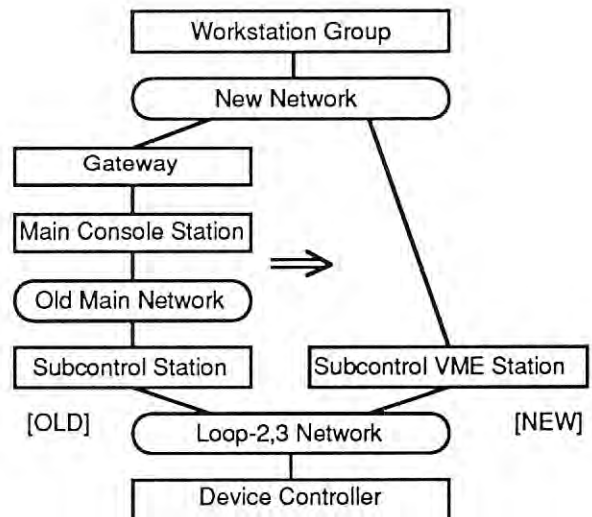 Workstation Group
New Network
Gateway
Main Console Station
Old Main Network
Subcontrol Station
Subcontrol VME Station
[OLD]
Loop-2,3 Network
[NEW]
Device Controller